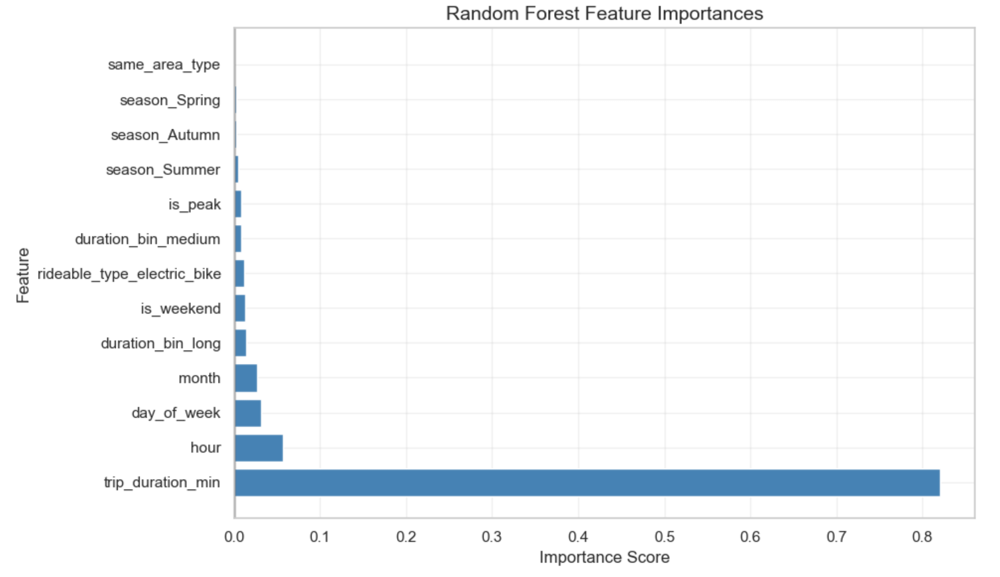 Random Forest Feature Importances
same_area_type
season_Spring
season_Autumn
season_Summer
is_peak
duration_bin_medium
rideable_type_electric_bike
is_weekend
duration_bin_long
month
day_of_week
hour
trip_duration_min
Feature
0.0 0.1 0.2 0.3 0.4 0.5 0.6 0.7 0.8
Importance Score